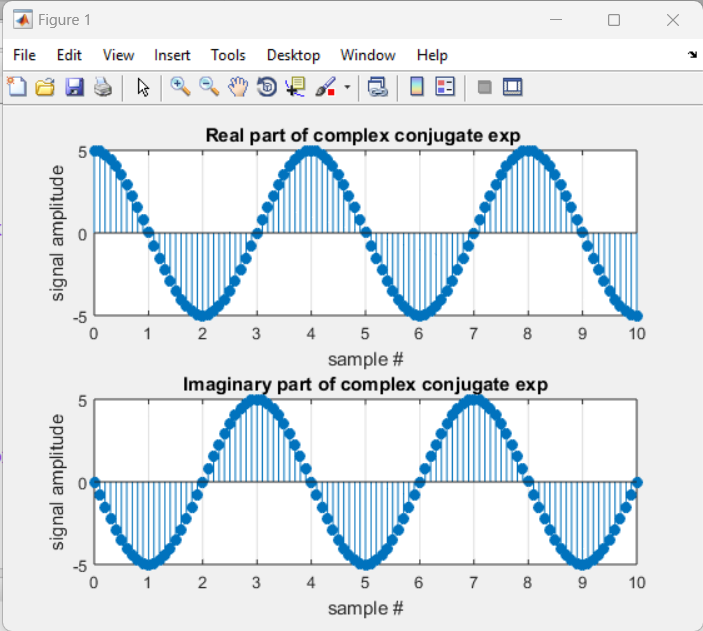 Figure 1
File Edit View Insert Tools Desktop Window Help
Real part of complex conjugate exp
5
0
-5
signal amplitude
0 1 2 3 4 5 6 7 8 9 10
sample #
Imaginary part of complex conjugate exp
5
0
-5
signal amplitude
0 1 2 3 4 5 6 7 8 9 10
sample #